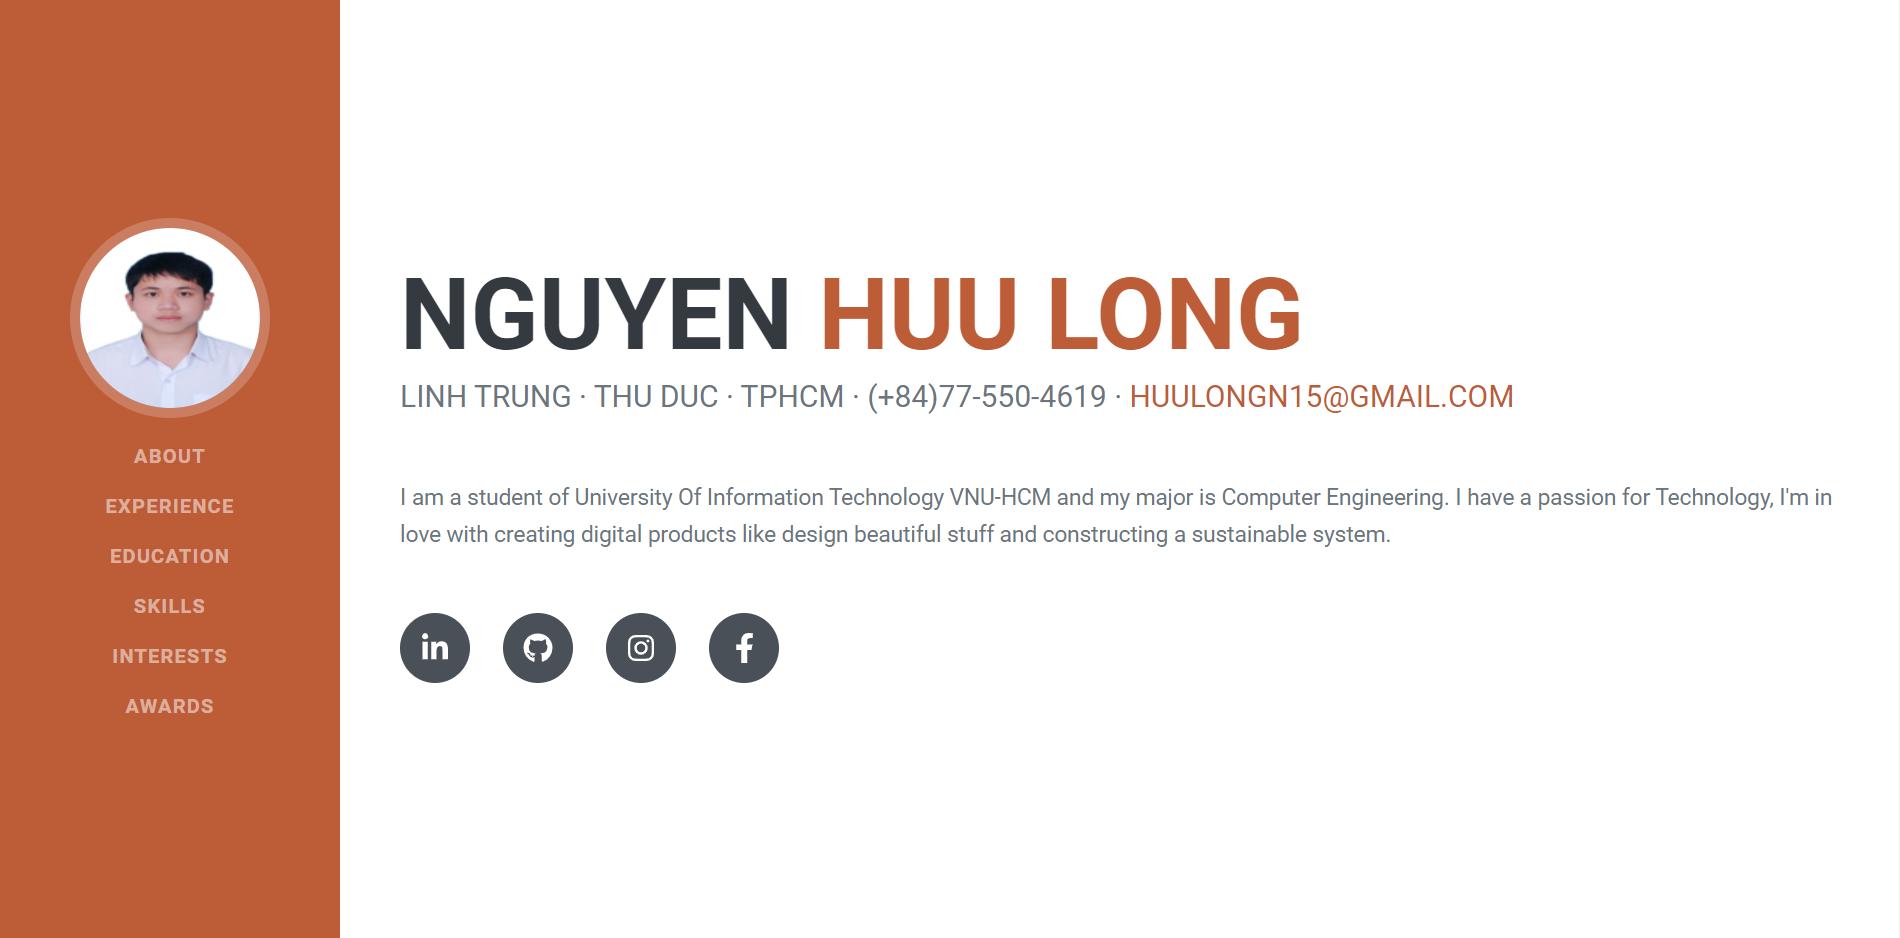 ABOUT
EXPERIENCE
EDUCATION
SKILLS
INTERESTS
AWARDS
NGUYEN HUU LONG
LINH TRUNG · THU DUC · TPHCM · (+84)77-550-4619 · HUULONGN15@GMAIL.COM
I am a student of University Of Information Technology VNU-HCM and my major is Computer Engineering. I have a passion for Technology, I'm in
love with creating digital products like design beautiful stuff and constructing a sustainable system.